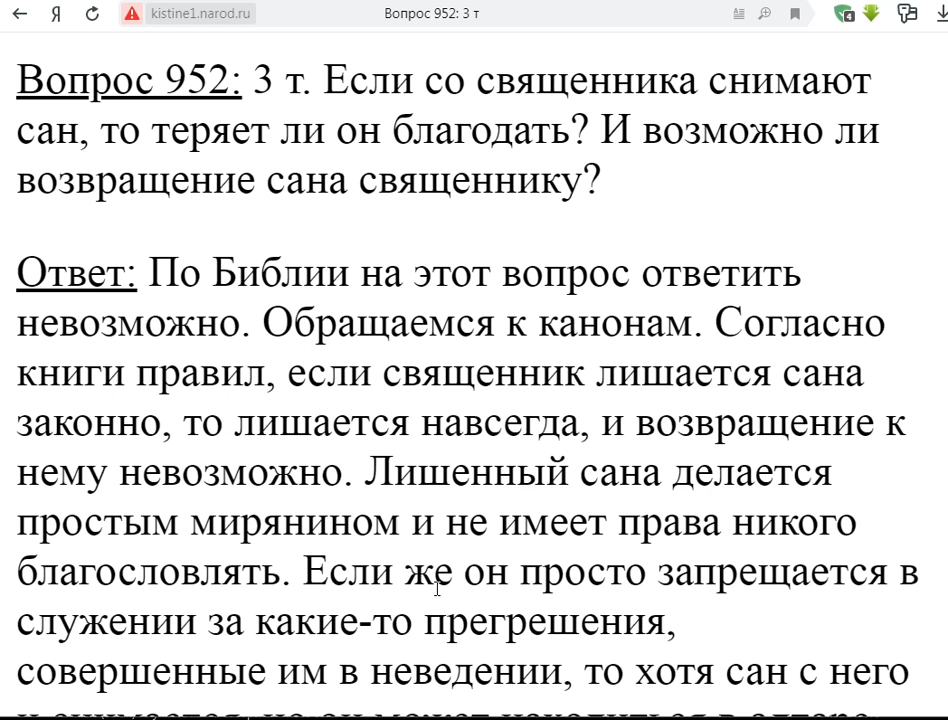 Я kistine1.narod.ru Вопрос 952: 3 т 4
Вопрос 952: 3 т. Если со священника снимают
сан, то теряет ли он благодать? И возможно ли
возвращение сана священнику?
Ответ: По Библии на этот вопрос ответить
невозможно. Обращаемся к канонам. Согласно
книги правил, если священник лишается сана
законно, то лишается навсегда, и возвращение к
нему невозможно. Лишенный сана делается
простым мирянином и не имеет права никого
благословлять. Если же он просто запрещается в
служении за какие-то прегрешения,
совершенные им в неведении, то хотя сан с него